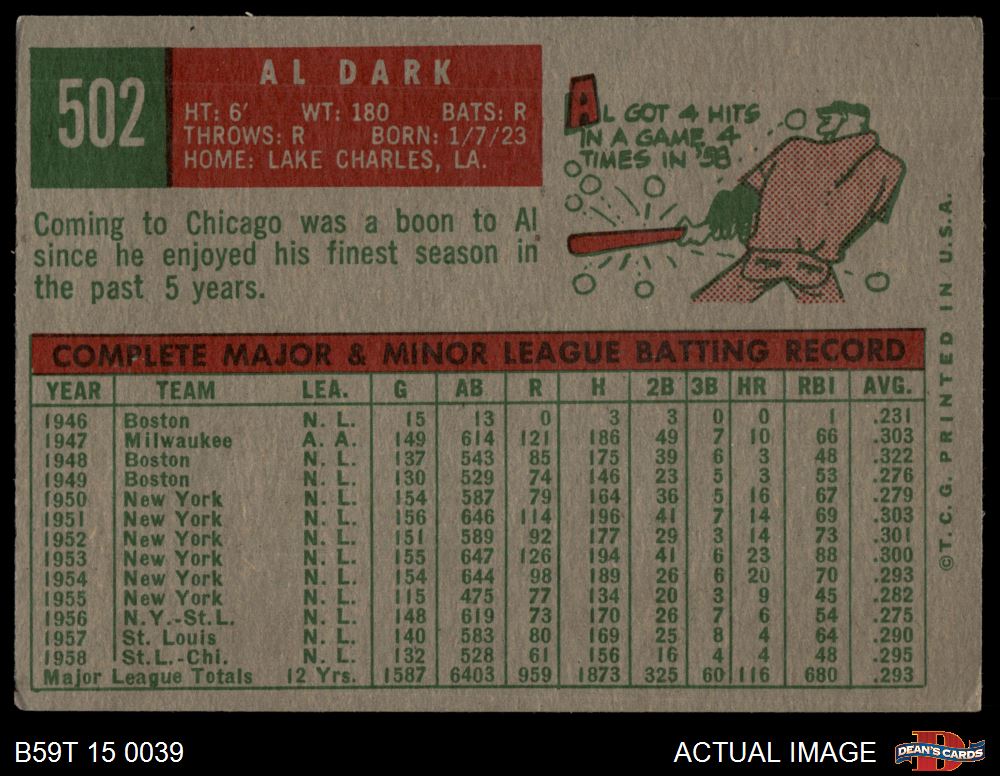 502
AL DARK
HT: 6' WT: 180 BATS: R
THROWS: R BORN: 1/7/23
HOME: LAKE CHARLES, LA.
AL GOT 4 HITS
IN A GAME 4
TIMES IN '58.
Coming to Chicago was a boon to Al
since he enjoyed his finest season in
the past 5 years.
COMPLETE MAJOR & MINOR LEAGUE BATTING RECORD
YEAR TEAM LEA. G AB R H 2B 3B HR RBI AVG.
1946 Boston N. L. 15 13 0 3 3 0 0 1 .231
1947 Milwaukee A. A. 149 614 121 186 49 7 10 66 .303
1948 Boston N. L. 137 543 85 175 39 6 3 48 .322
1949 Boston N. L. 130 529 74 146 23 5 3 53 .276
1950 New York N. L. 154 587 79 164 36 5 16 67 .279
1951 New York N. L. 156 646 114 196 41 7 14 69 .303
1952 New York N. L. 151 589 92 177 29 3 14 73 .301
1953 New York N. L. 155 647 126 194 41 6 23 88 .300
1954 New York N. L. 154 644 98 189 26 6 20 70 .293
1955 New York N. L. 115 475 77 134 20 3 9 45 .282
1956 N.Y.-St.L. N. L. 148 619 73 170 26 7 6 54 .275
1957 St. Louis N. L. 140 583 80 169 25 8 4 64 .290
1958 St.L.-Chi. N. L. 132 528 61 156 16 4 4 48 .295
Major League Totals 12 Yrs. 1587 6403 959 1873 325 60 116 680 .293
©T. C. G. PRINTED IN U.S.A.
B59T 15 0039
ACTUAL IMAGE
DEAN'S CARDS